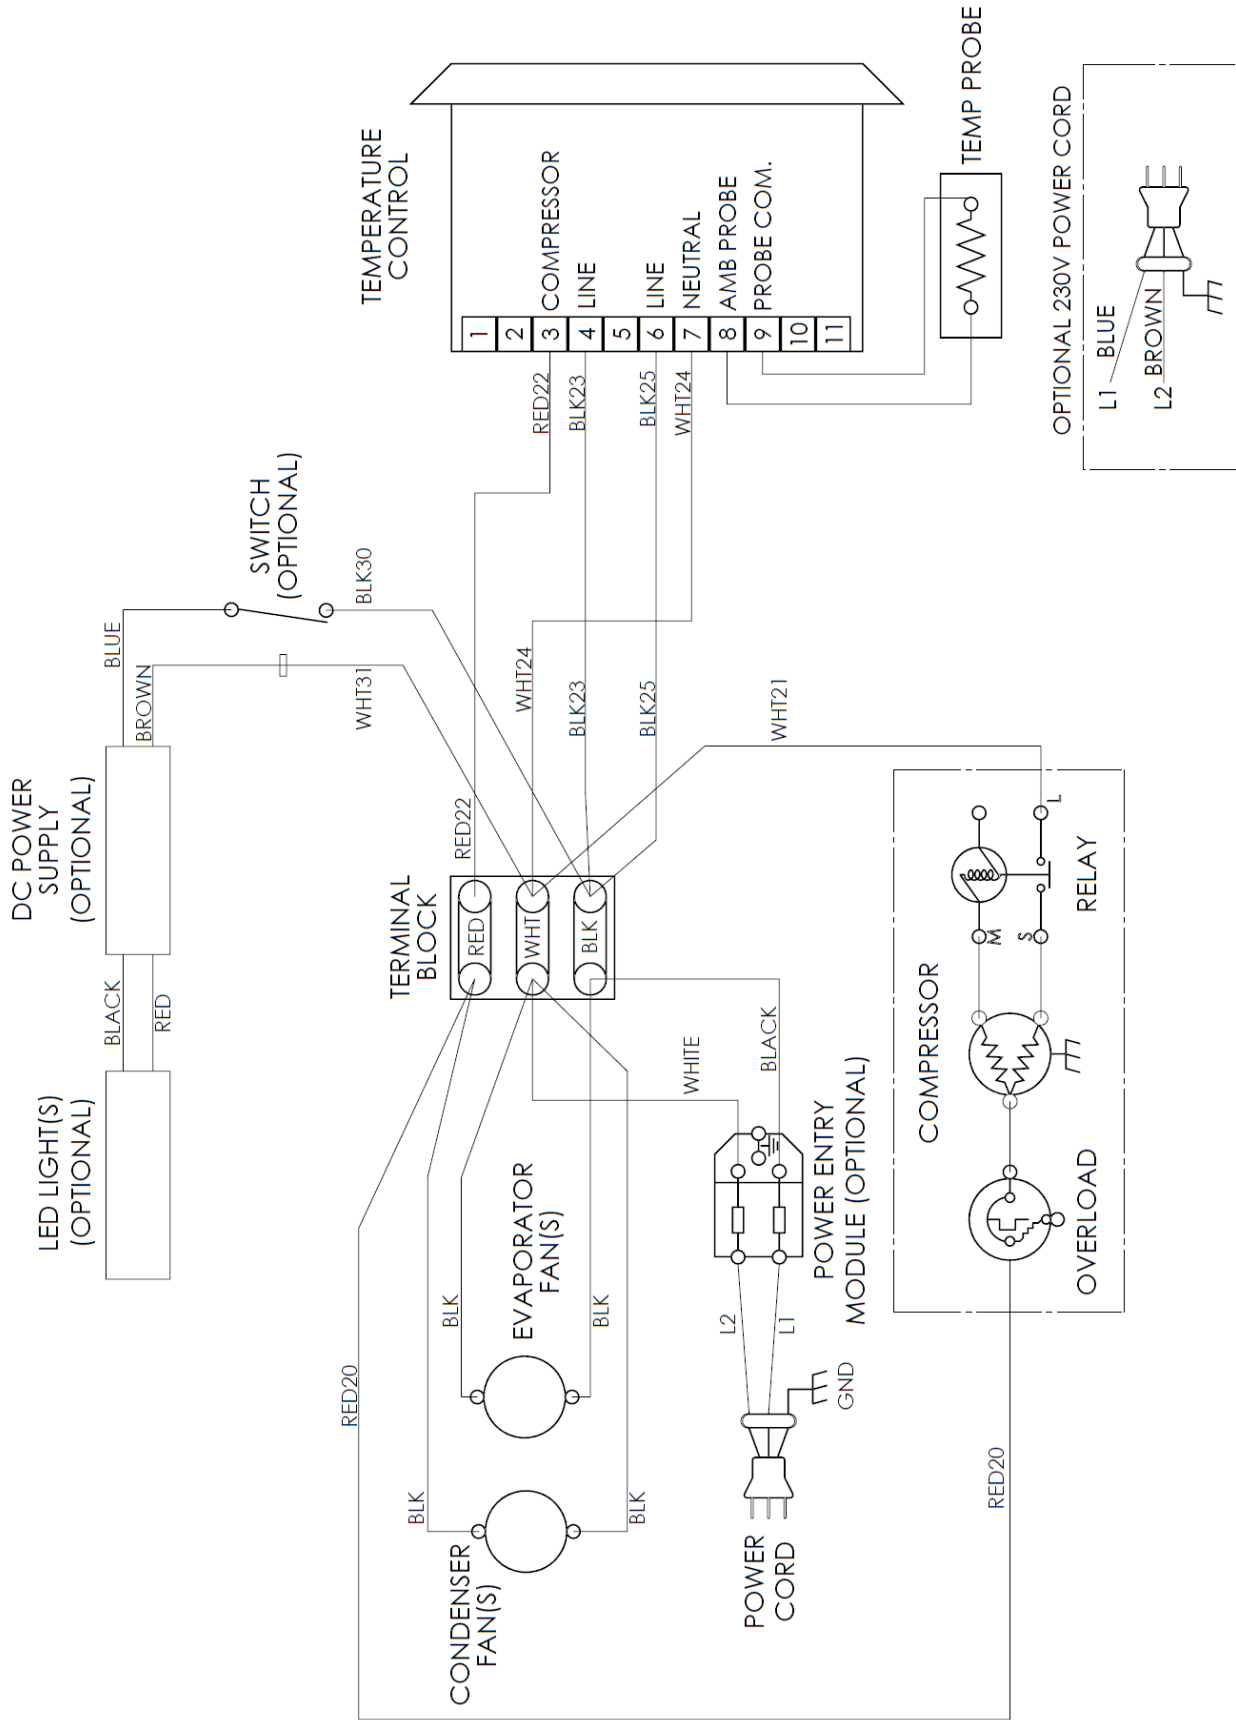 LED LIGHT(S)
(OPTIONAL)
BLACK
RED
DC POWER
SUPPLY
(OPTIONAL)
BLUE
BROWN
SWITCH
(OPTIONAL)
WHT31
BLK30
TEMPERATURE
CONTROL
1
2
3 COMPRESSOR
4 LINE
5
6 LINE
7 NEUTRAL
8 AMB PROBE
9 PROBE COM.
10
11
RED22
BLK23
BLK25
WHT24
TEMP PROBE
RED22
WHT24
BLK23
BLK25
WHT21
TERMINAL
BLOCK
RED
WHT
BLK
RED20
BLK
BLK
EVAPORATOR
FAN(S)
BLK
CONDENSER
FAN(S)
BLK
WHITE
BLACK
POWER ENTRY
MODULE (OPTIONAL)
L2
L1
GND
POWER
CORD
COMPRESSOR
M
S
L
RELAY
OVERLOAD
RED20
OPTIONAL 230V POWER CORD
L1 BLUE
L2 BROWN